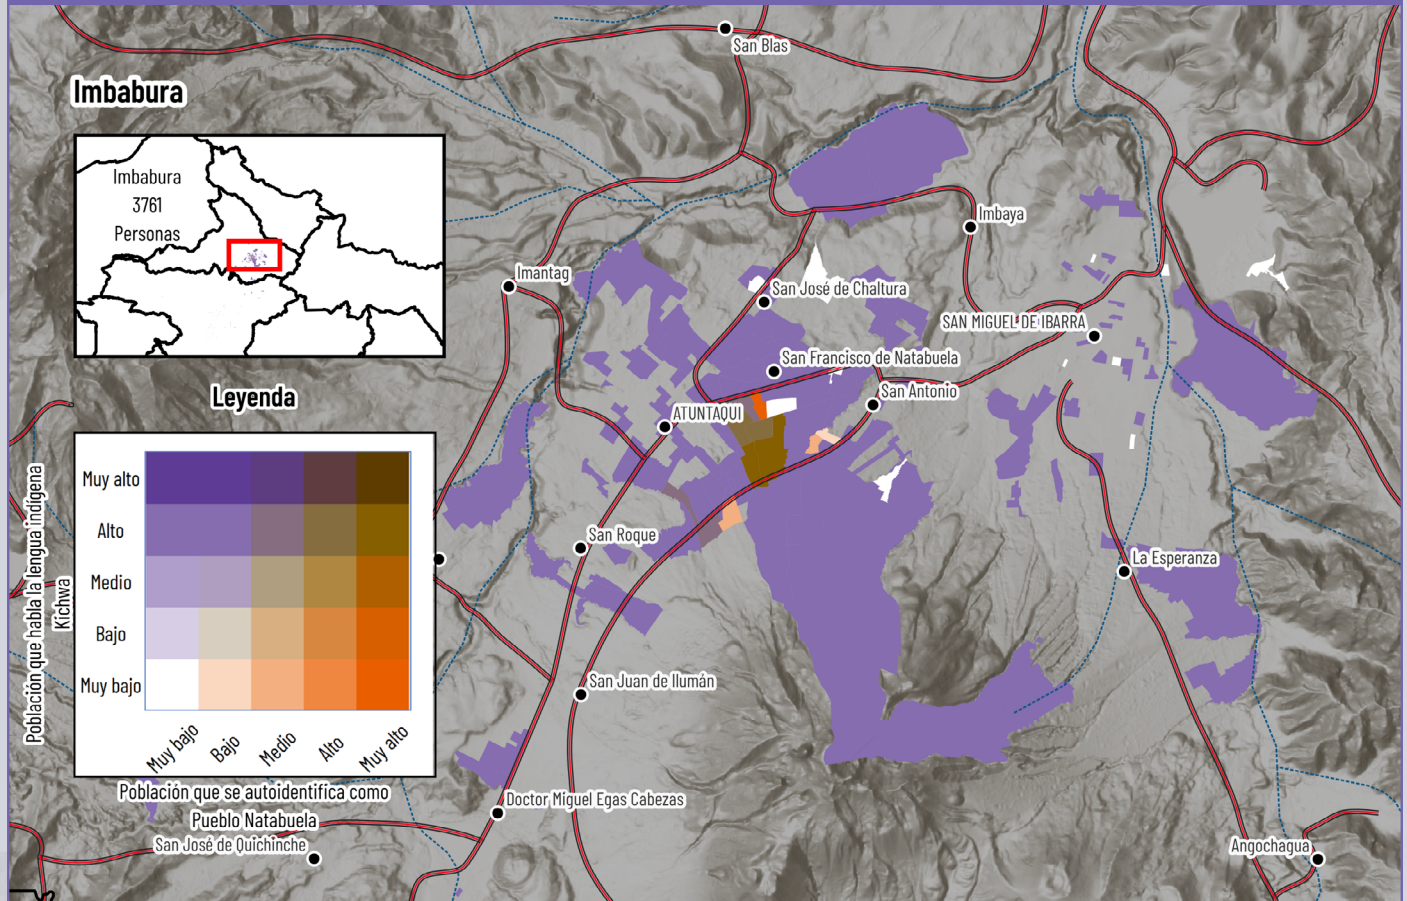 San Blas
Imbabura
Imbabura
3761
Personas
Imbaya
Imantag
San José de Chaltura
SAN MIGUEL DE IBARRA
San Francisco de Natabuela
San Antonio
ATUNTAQUI
Leyenda
Población que habla la lengua indígena
Kichwa
Muy alto
Alto
Medio
Bajo
Muy bajo
Muy bajo
Bajo
Medio
Alto
Muy alto
Población que se autoidentifica como
Pueblo Natabuela
San Roque
La Esperanza
San Juan de Ilumán
Doctor Miguel Egas Cabezas
San José de Quichinche
Angochagua